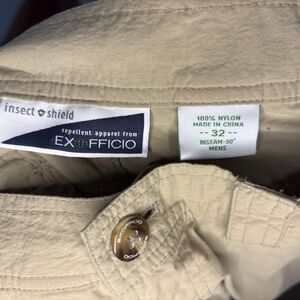 insect shield
repellent apparel from
EXOFFICIO
100% NYLON
MADE IN CHINA
-- 32 --
INSEAM-30"
MENS